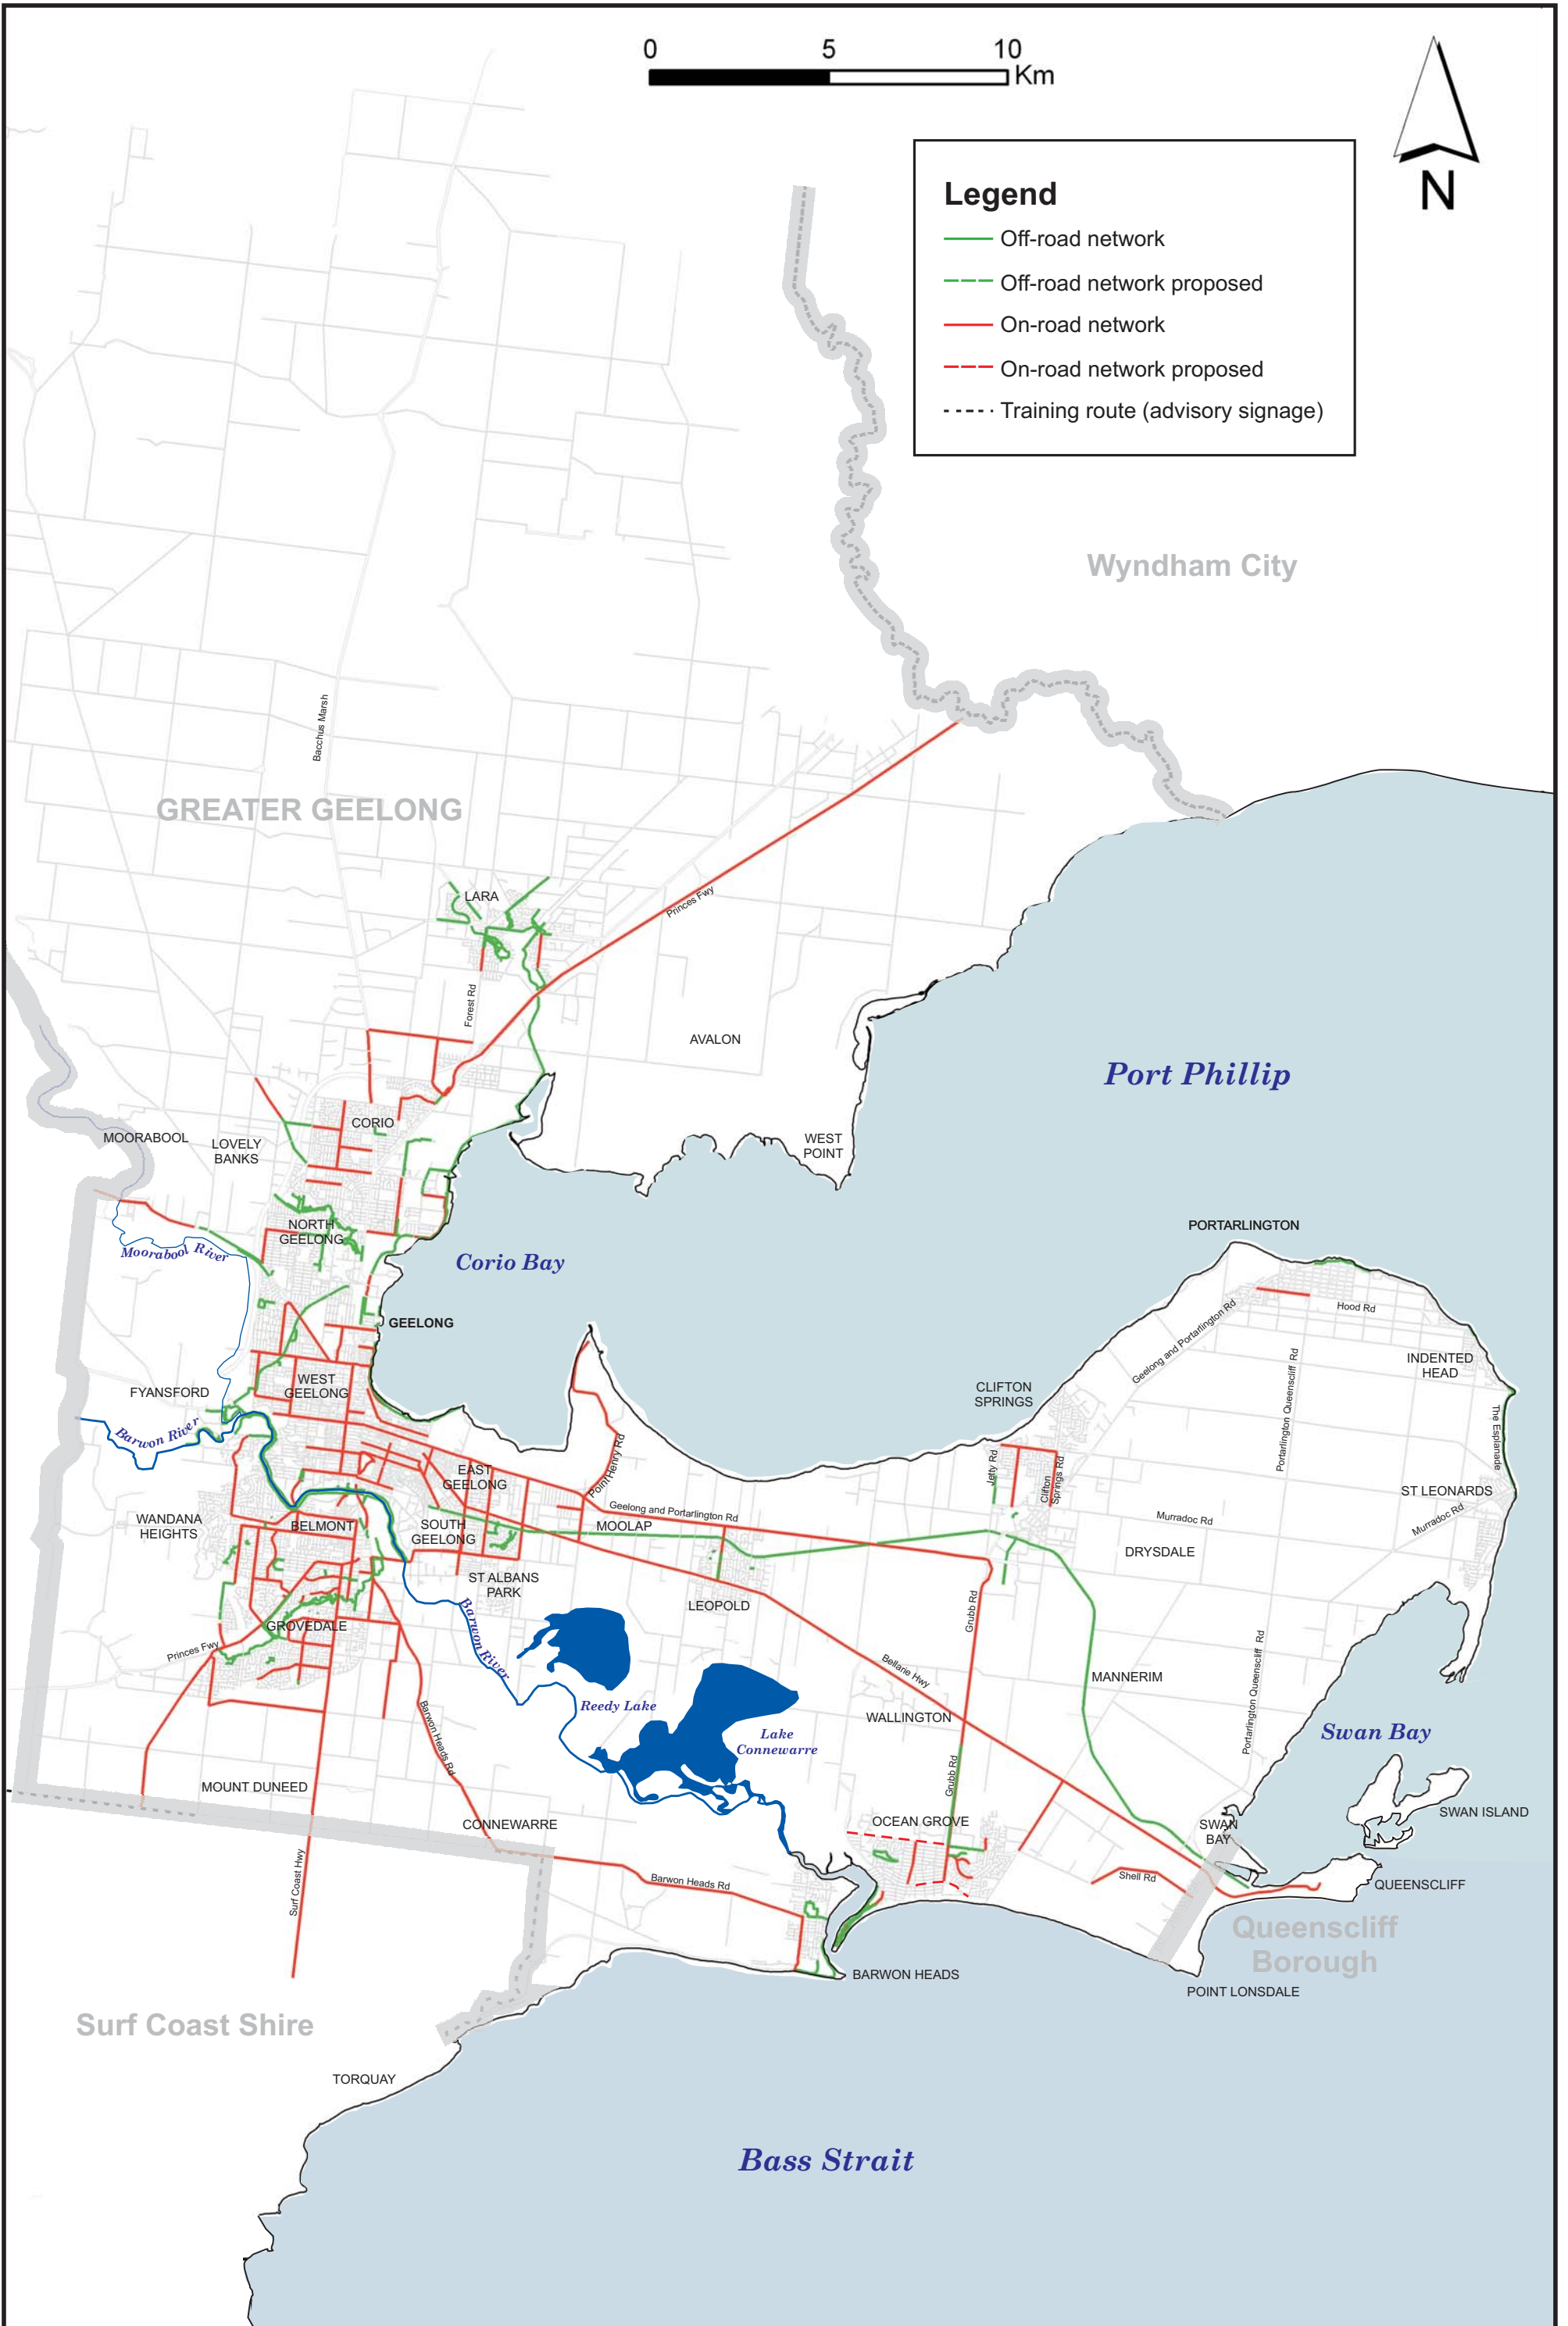 0 5 10
Km
N
Legend
Off-road network
Off-road network proposed
On-road network
On-road network proposed
Training route (advisory signage)
Wyndham City
Bacchus Marsh
GREATER GEELONG
LARA
Princes Fwy
Forest Rd
AVALON
Port Phillip
CORIO
MOORABOOL
LOVELY
BANKS
WEST
POINT
NORTH
GEELONG
Moorabool River
Corio Bay
PORTARLINGTON
Hood Rd
Geelong and Portarlington Rd
GEELONG
INDENTED
HEAD
Portarlington Queenscliff Rd
WEST
GEELONG
FYANSFORD
CLIFTON
SPRINGS
Barwon River
The Esplanade
Point Henry Rd
Jetty Rd
Clifton
Springs Rd
EAST
GEELONG
ST LEONARDS
Geelong and Portarlington Rd
Murradoc Rd
Murradoc Rd
WANDANA
HEIGHTS
BELMONT
SOUTH
GEELONG
MOOLAP
DRYSDALE
ST ALBANS
PARK
LEOPOLD
Grubb Rd
GROVEDALE
Barwon River
Princes Fwy
Bellarie Hwy
MANNERIM
Portarlington Queenscliff Rd
Reedy Lake
WALLINGTON
Swan Bay
Barwon Heads Rd
Lake
Connewarre
Grubb Rd
MOUNT DUNEED
CONNEWARRE
OCEAN GROVE
SWAN
BAY
SWAN ISLAND
Surf Coast Hwy
Barwon Heads Rd
Shell Rd
QUEENSCLIFF
Queenscliff
Borough
BARWON HEADS
POINT LONSDALE
Surf Coast Shire
TORQUAY
Bass Strait